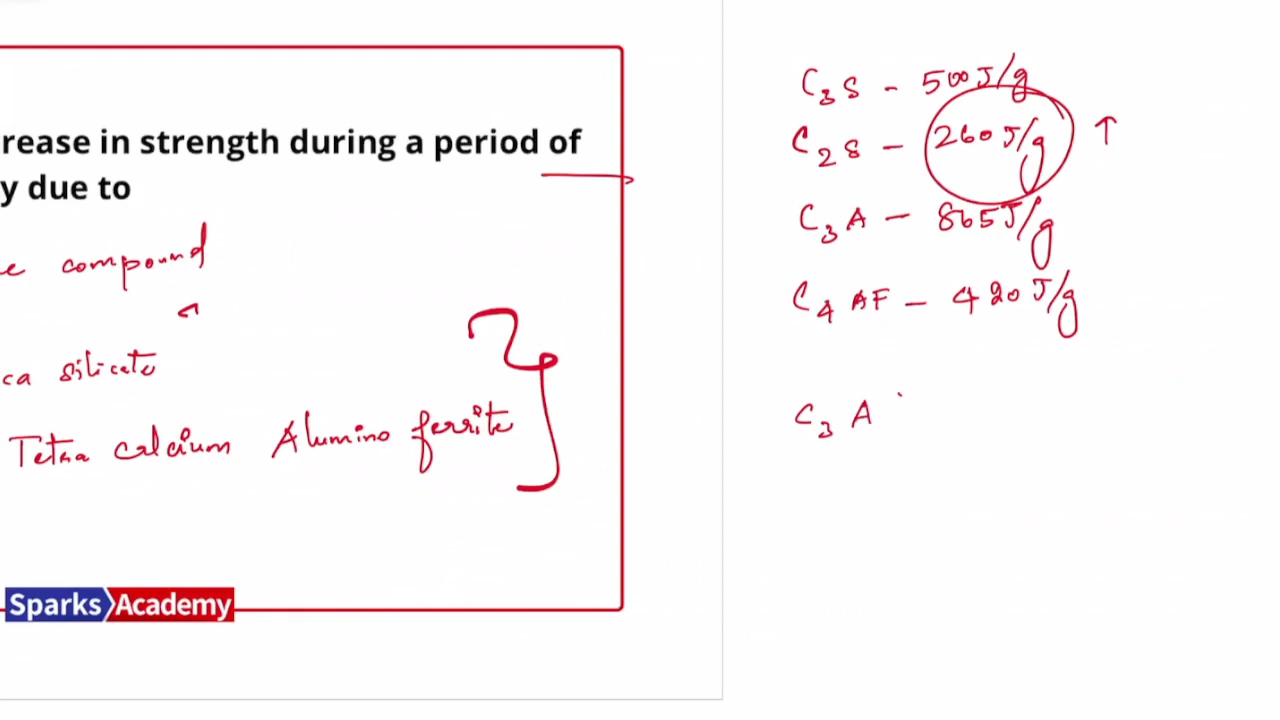 rease in strength during a period of
y due to
e compound
ca silicate
Tetra calcium Alumino ferrite
Sparks Academy
C3S - 500 J/g
C2S - 260 J/g ↑
C3A - 865 J/g
C4AF - 420 J/g
C3A